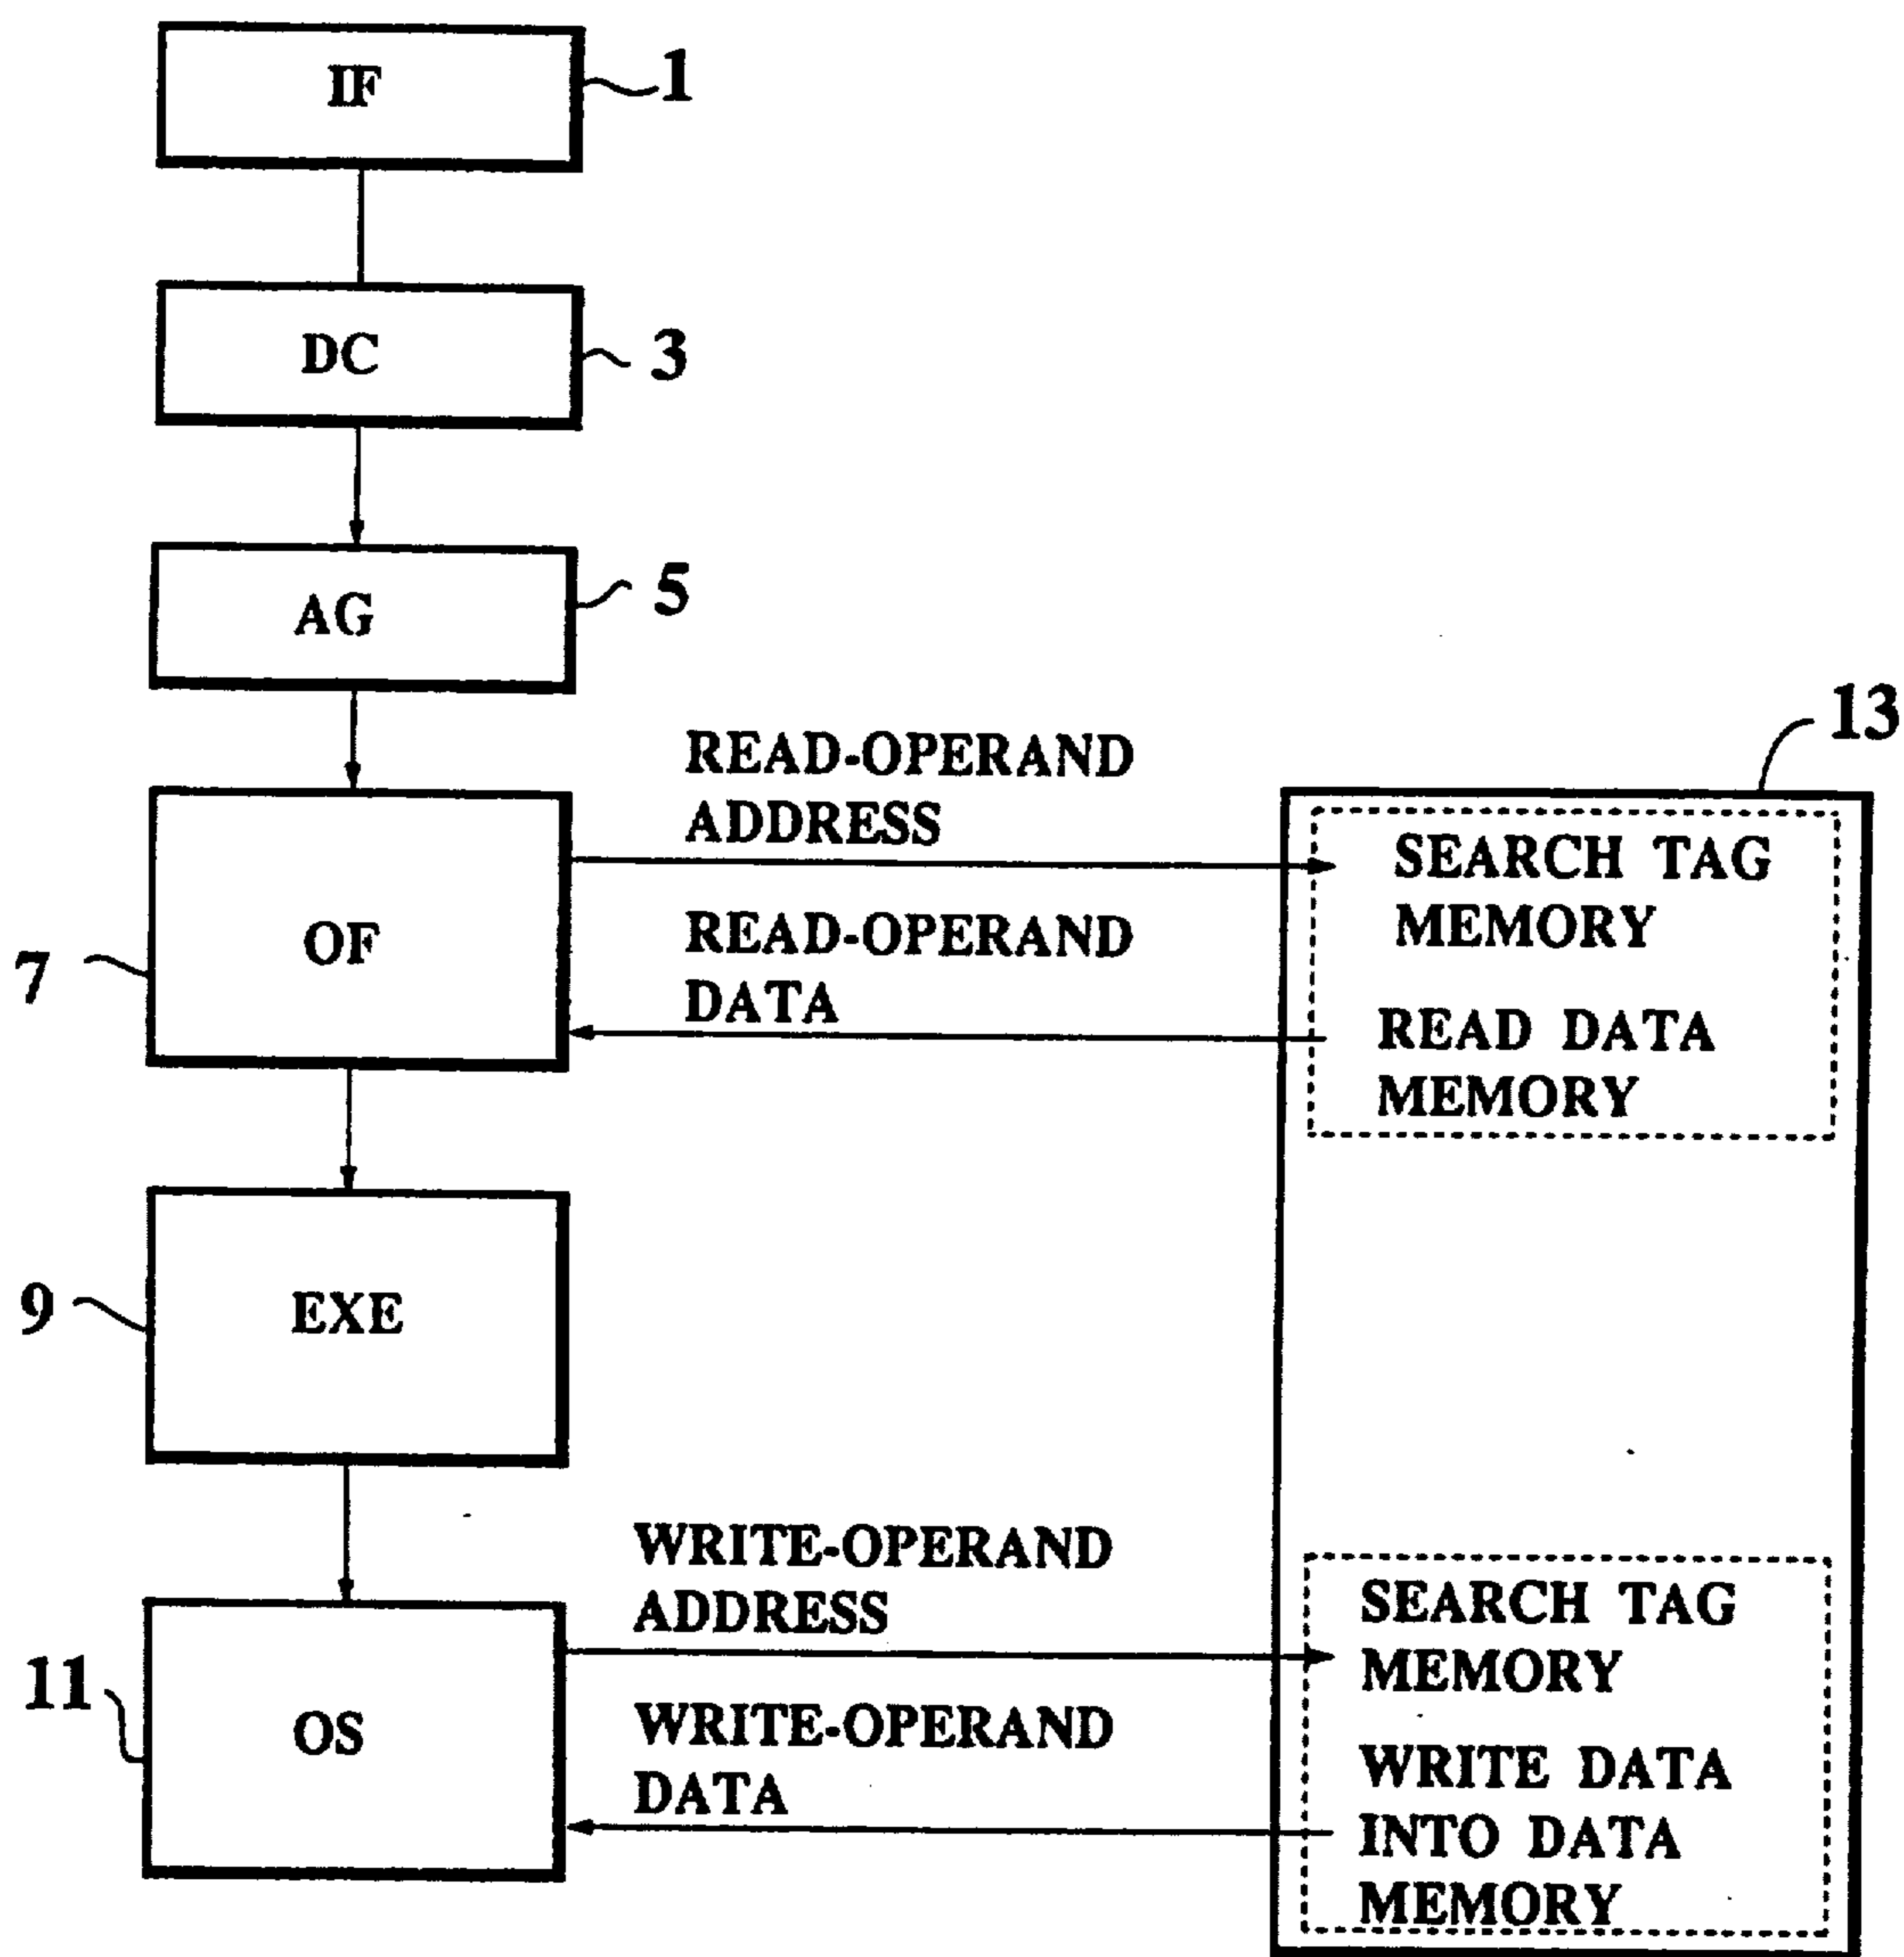 IF
1
DC
3
AG
5
13
READ-OPERAND
ADDRESS
SEARCH TAG
MEMORY
OF
7
READ-OPERAND
DATA
READ DATA
MEMORY
EXE
9
WRITE-OPERAND
ADDRESS
SEARCH TAG
MEMORY
OS
11
WRITE-OPERAND
DATA
WRITE DATA
INTO DATA
MEMORY